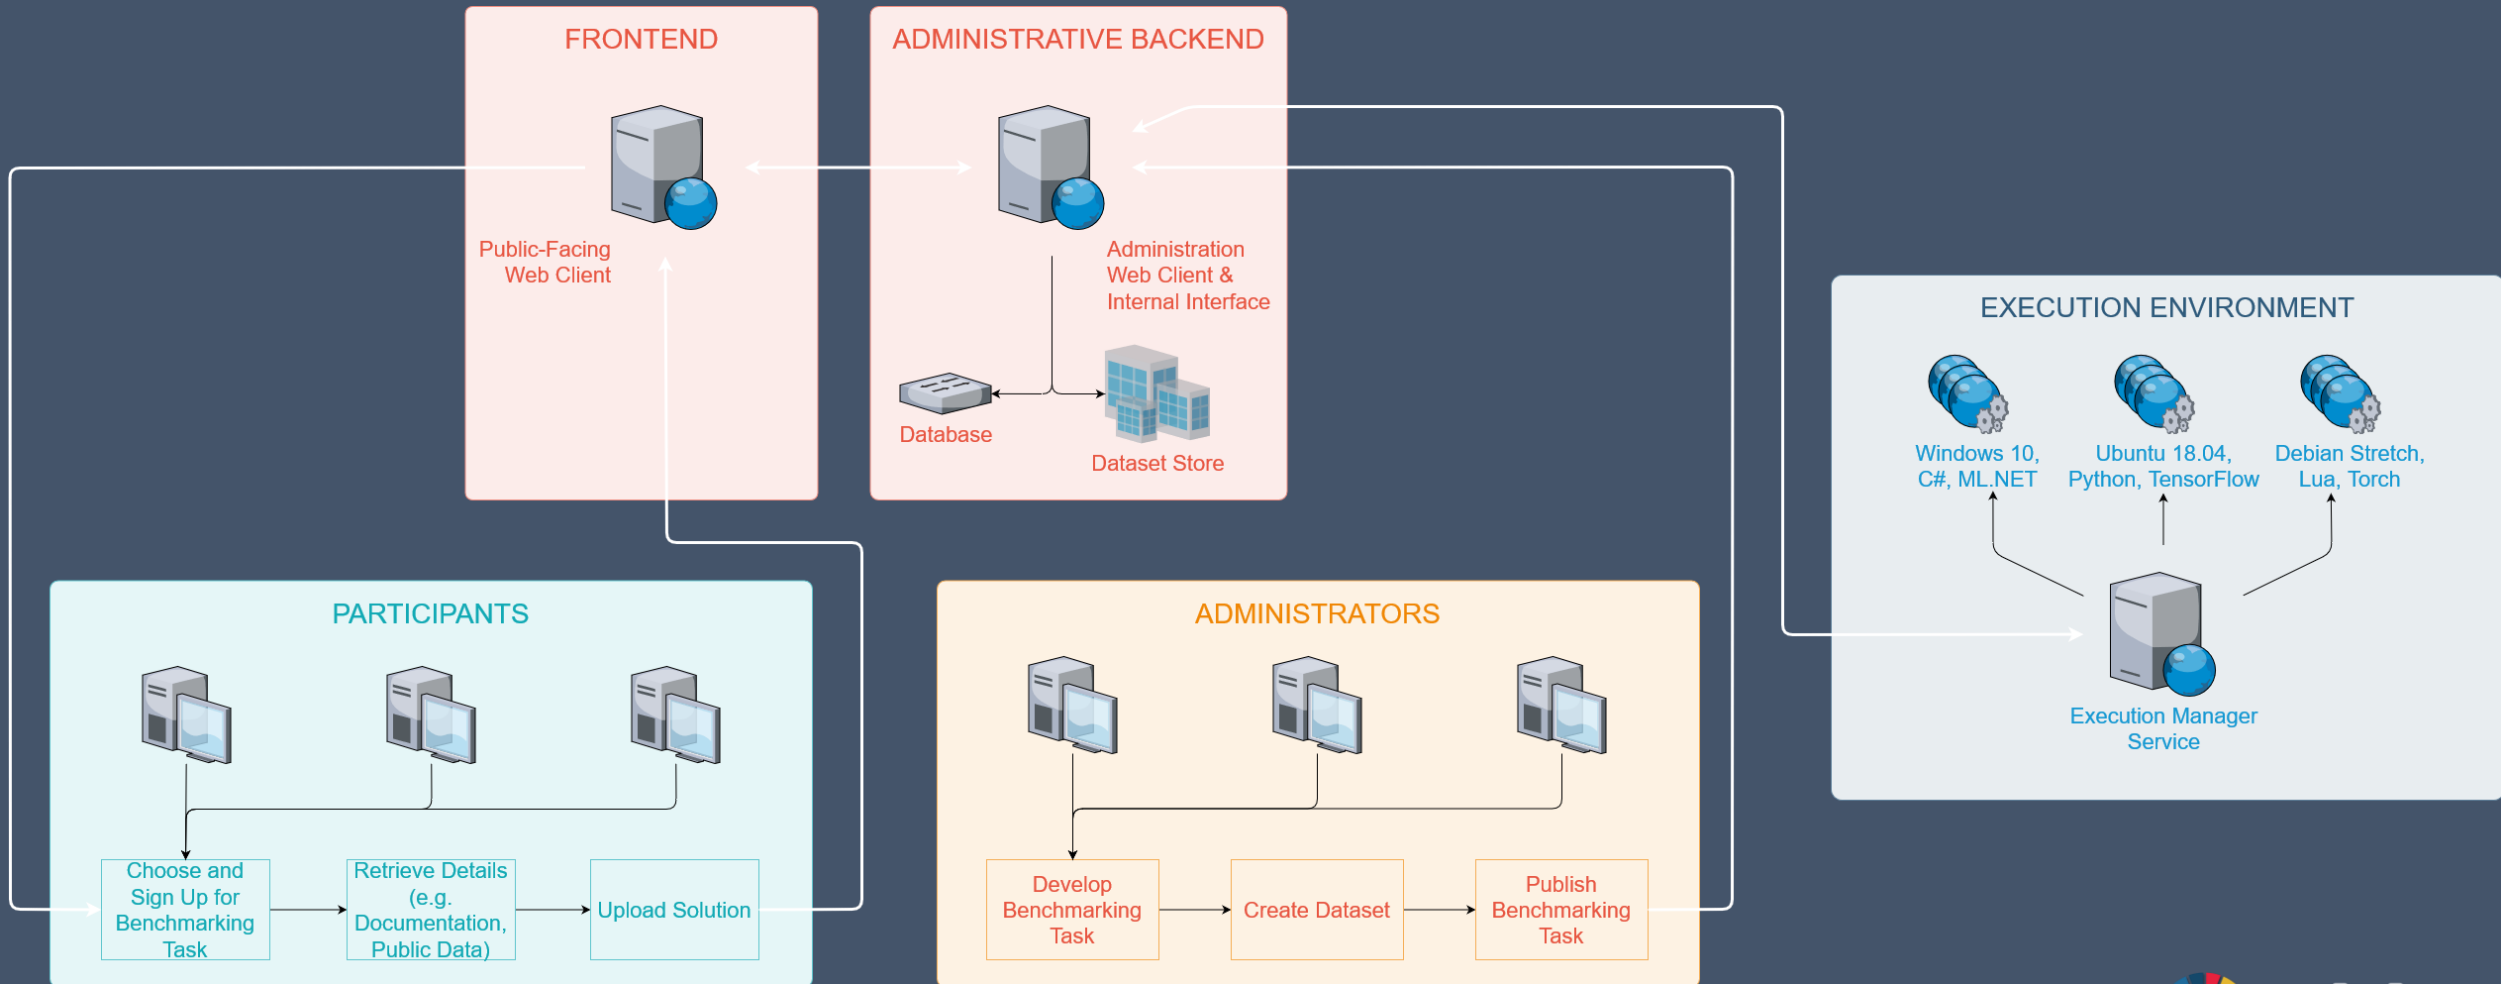 FRONTEND
Public-Facing
Web Client
ADMINISTRATIVE BACKEND
Administration
Web Client &
Internal Interface
Database
Dataset Store
EXECUTION ENVIRONMENT
Windows 10,
C#, ML.NET
Ubuntu 18.04,
Python, TensorFlow
Debian Stretch,
Lua, Torch
Execution Manager
Service
PARTICIPANTS
Choose and
Sign Up for
Benchmarking
Task
Retrieve Details
(e.g.
Documentation,
Public Data)
Upload Solution
ADMINISTRATORS
Develop
Benchmarking
Task
Create Dataset
Publish
Benchmarking
Task